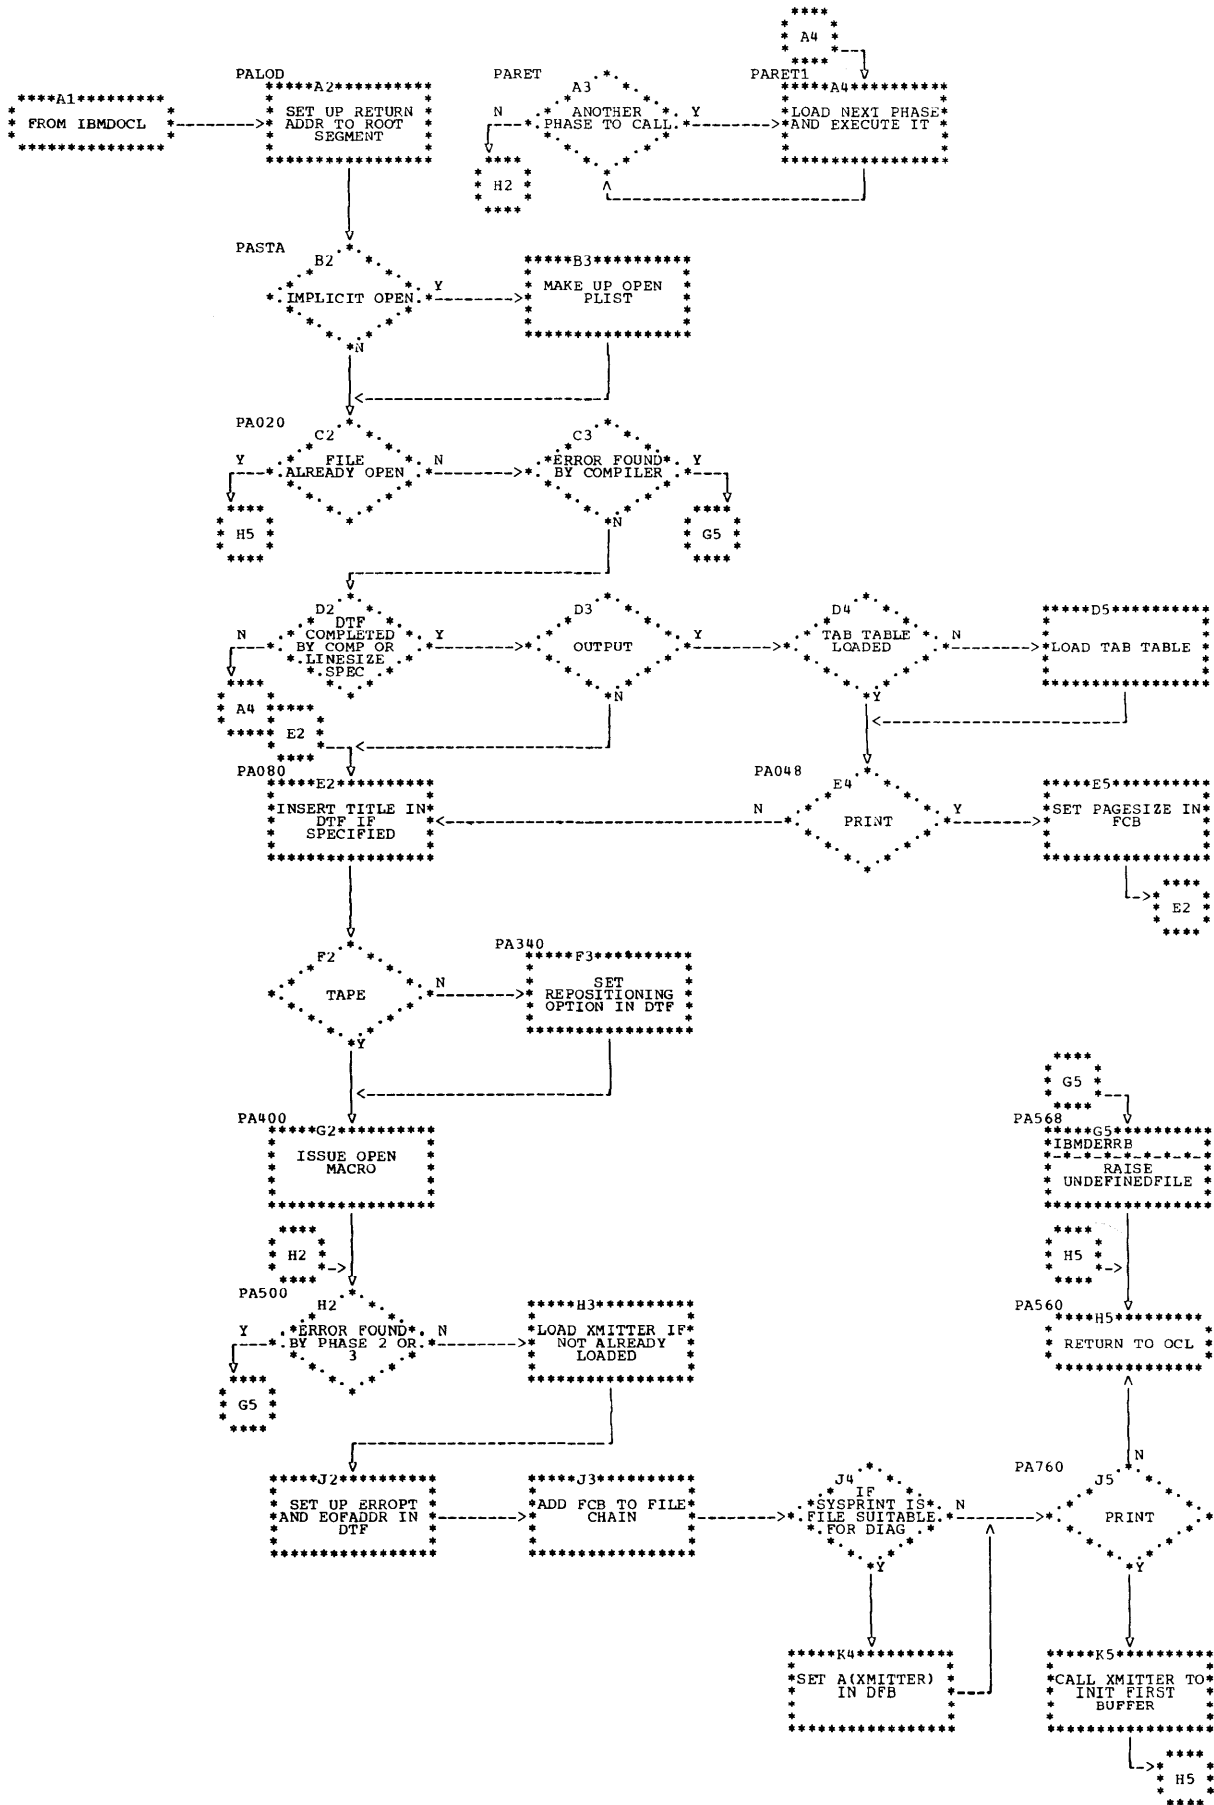 A4
PALOD
PARET
PARET1
A1
FROM IBMDOCL
A2
SET UP RETURN
ADDR TO ROOT
SEGMENT
A3
ANOTHER
PHASE TO CALL
N
Y
A4
LOAD NEXT PHASE
AND EXECUTE IT
H2
PASTA
B2
IMPLICIT OPEN
Y
N
B3
MAKE UP OPEN
PLIST
PA020
C2
FILE
ALREADY OPEN
Y
N
C3
ERROR FOUND
BY COMPILER
Y
N
H5
G5
D2
DTF
COMPLETED
BY COMP OR
LINESIZE
SPEC
N
Y
D3
OUTPUT
Y
N
D4
TAB TABLE
LOADED
N
Y
D5
LOAD TAB TABLE
A4
E2
PA080
E2
INSERT TITLE IN
DTF IF
SPECIFIED
PA048
E4
PRINT
N
Y
E5
SET PAGESIZE IN
FCB
E2
F2
TAPE
N
Y
PA340
F3
SET
REPOSITIONING
OPTION IN DTF
G5
PA400
G2
ISSUE OPEN
MACRO
PA568
G5
IBMDERRB
RAISE
UNDEFINEDFILE
H2
H5
PA500
H2
ERROR FOUND
BY PHASE 2 OR
3
Y
N
H3
LOAD XMITTER IF
NOT ALREADY
LOADED
PA560
H5
RETURN TO OCL
G5
J2
SET UP ERROPT
AND EOFADDR IN
DTF
J3
ADD FCB TO FILE
CHAIN
J4
IF
SYSPRINT IS
FILE SUITABLE
FOR DIAG
N
Y
PA760
J5
PRINT
N
Y
K4
SET A(XMITTER)
IN DFB
K5
CALL XMITTER TO
INIT FIRST
BUFFER
H5